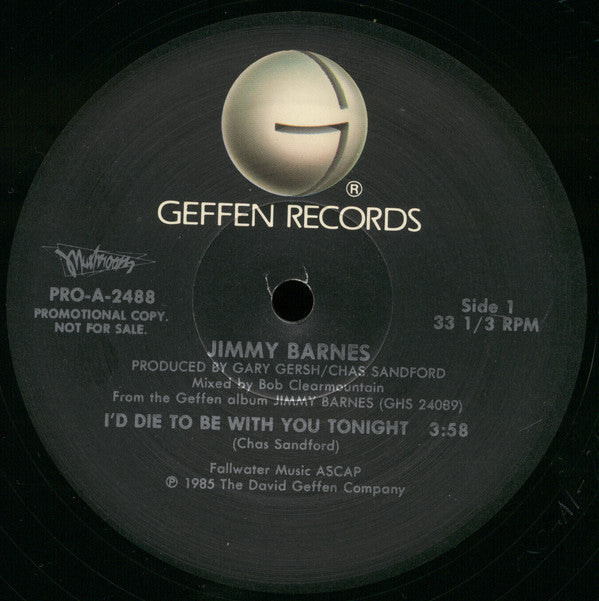 ®
GEFFEN RECORDS
Mushroom
PRO-A-2488
PROMOTIONAL COPY.
NOT FOR SALE.
Side 1
33 1/3 RPM
JIMMY BARNES
PRODUCED BY GARY GERSH/CHAS SANDFORD
Mixed by Bob Clearmountain
From the Geffen album JIMMY BARNES (GHS 24089)
I'D DIE TO BE WITH YOU TONIGHT 3:58
(Chas Sandford)
Fallwater Music ASCAP
℗ 1985 The David Geffen Company